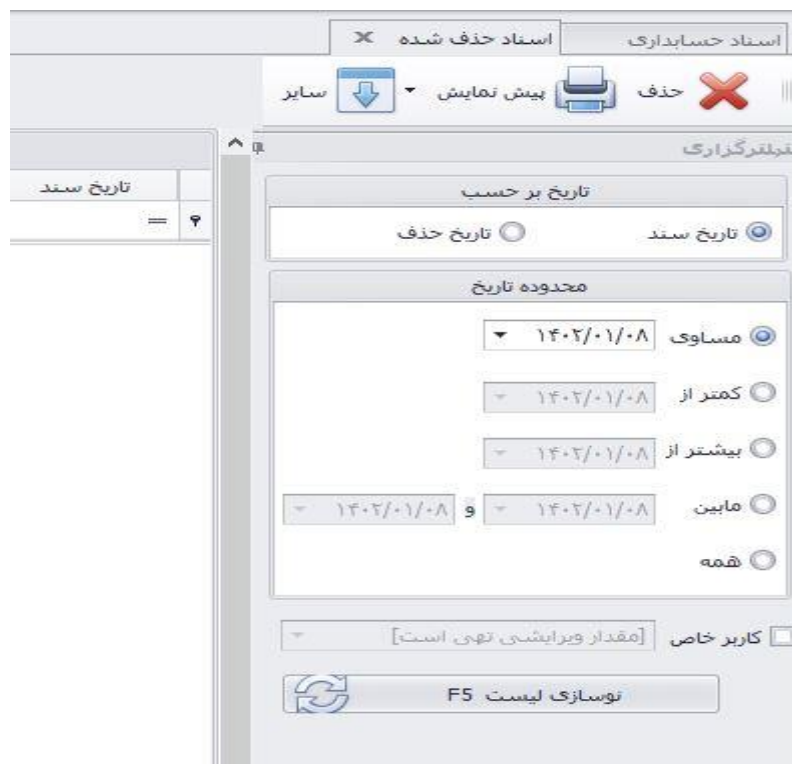 اسناد حسابداری اسناد حذف شده
حذف پیش نمایش سایر
فیلترگزاری
تاریخ بر حسب
تاریخ سند تاریخ حذف
تاریخ سند
=
محدوده تاریخ
مساوی ۱۴۰۲/۰۱/۰۸
کمتر از ۱۴۰۲/۰۱/۰۸
بیشتر از ۱۴۰۲/۰۱/۰۸
مابین ۱۴۰۲/۰۱/۰۸ و ۱۴۰۲/۰۱/۰۸
همه
کاربر خاص [مقدار ویرایشی تهی است]
نوسازی لیست F5